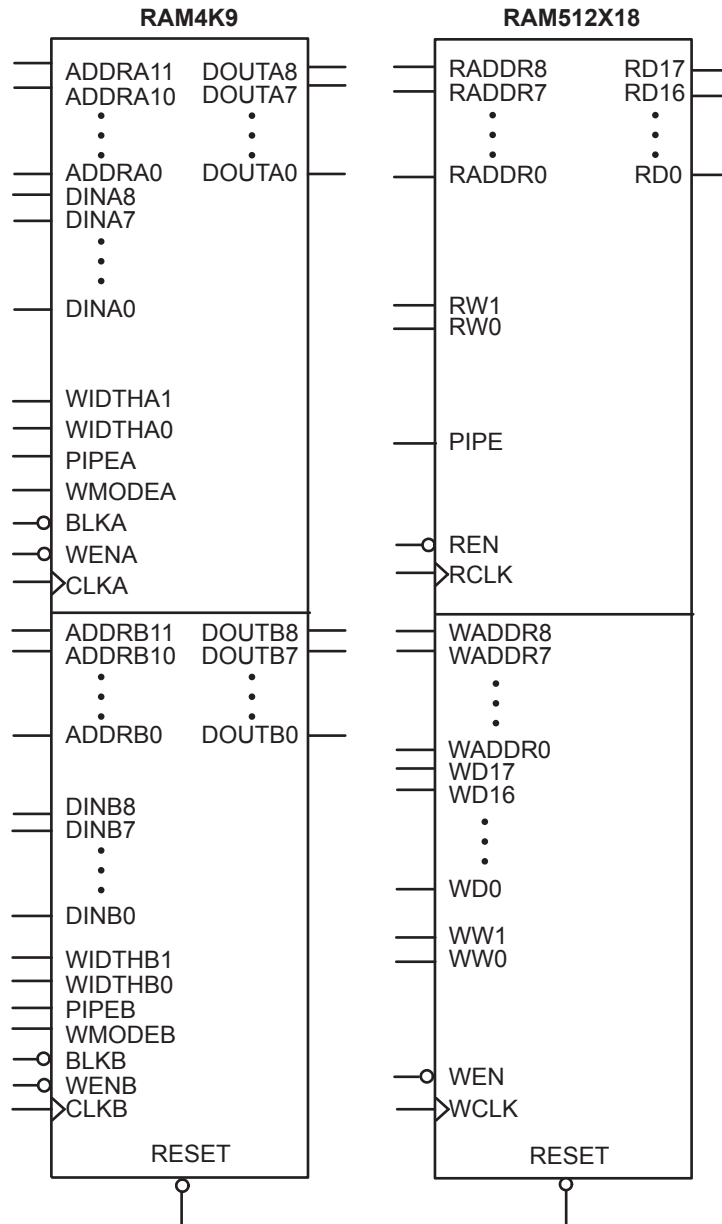 RAM4K9
ADDRA11 DOUTA8
ADDRA10 DOUTA7
ADDRA0 DOUTA0
DINA8
DINA7
DINA0
WIDTHA1
WIDTHA0
PIPEA
WMODEA
BLKA
WENA
CLKA
ADDRB11 DOUTB8
ADDRB10 DOUTB7
ADDRB0 DOUTB0
DINB8
DINB7
DINB0
WIDTHB1
WIDTHB0
PIPEB
WMODEB
BLKB
WENB
CLKB
RESET
RAM512X18
RADDR8 RD17
RADDR7 RD16
RADDR0 RD0
RW1
RW0
PIPE
REN
RCLK
WADDR8
WADDR7
WADDR0
WD17
WD16
WD0
WW1
WW0
WEN
WCLK
RESET